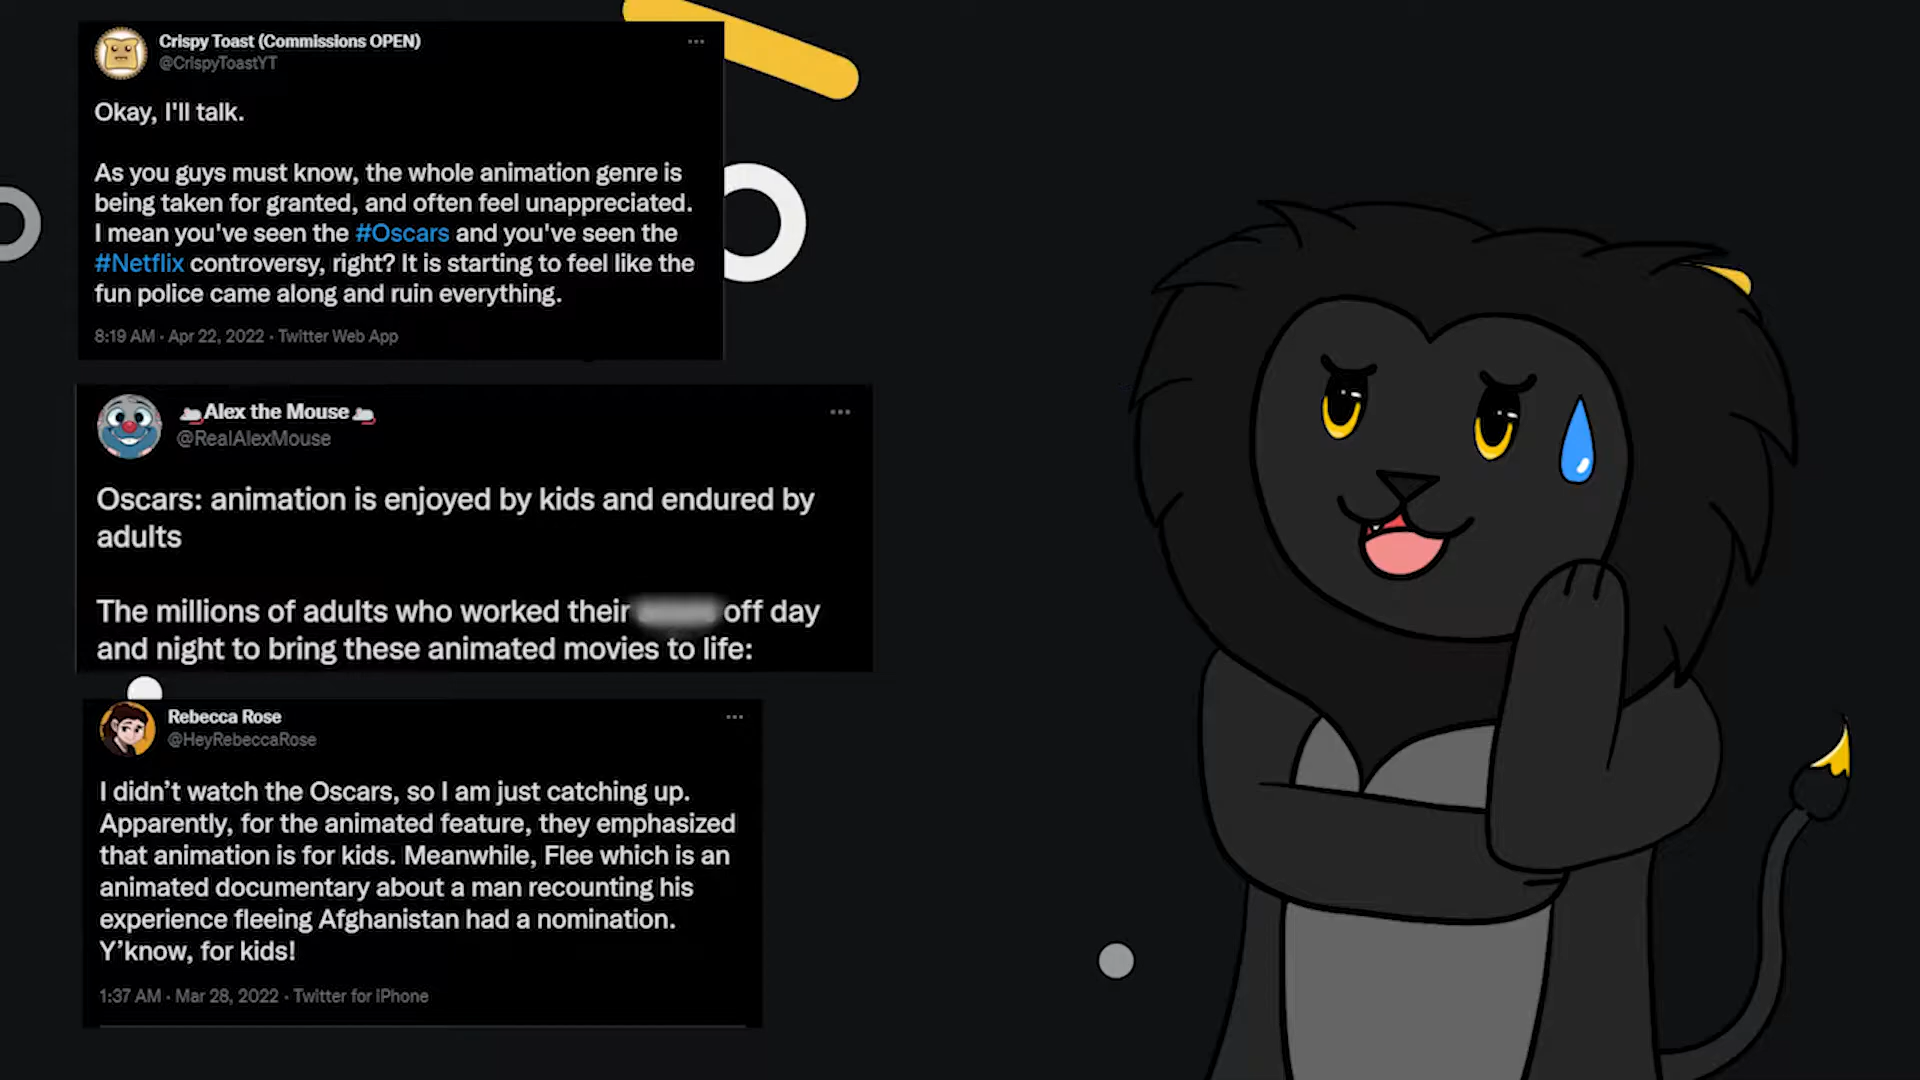 Crispy Toast (Commissions OPEN)
@CrispyToastYT
Okay, I'll talk.
As you guys must know, the whole animation genre is
being taken for granted, and often feel unappreciated.
I mean you've seen the #Oscars and you've seen the
#Netflix controversy, right? It is starting to feel like the
fun police came along and ruin everything.
8:19 AM · Apr 22, 2022 · Twitter Web App
Alex the Mouse
@RealAlexMouse
Oscars: animation is enjoyed by kids and endured by
adults
The millions of adults who worked their off day
and night to bring these animated movies to life:
Rebecca Rose
@HeyRebeccaRose
I didn’t watch the Oscars, so I am just catching up.
Apparently, for the animated feature, they emphasized
that animation is for kids. Meanwhile, Flee which is an
animated documentary about a man recounting his
experience fleeing Afghanistan had a nomination.
Y’know, for kids!
1:37 AM · Mar 28, 2022 · Twitter for iPhone